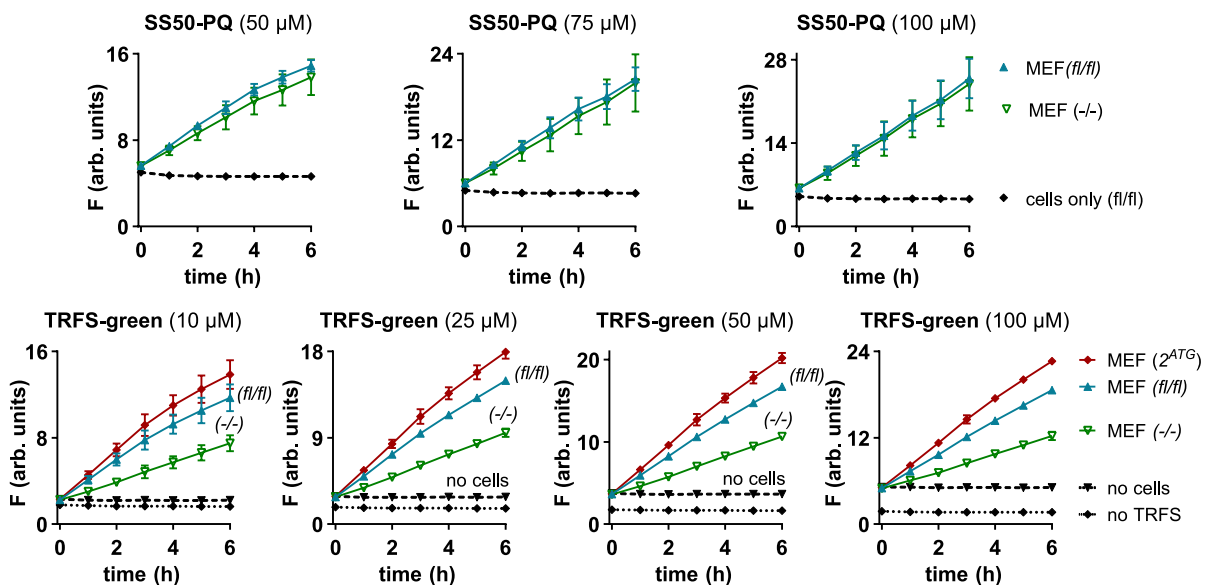 SS50-PQ (50 µM)
SS50-PQ (75 µM)
SS50-PQ (100 µM)
F (arb. units)
16
8
0
0 2 4 6
time (h)
F (arb. units)
24
12
0
0 2 4 6
time (h)
F (arb. units)
28
14
0
0 2 4 6
time (h)
MEF(fl/fl)
MEF (-/-)
cells only (fl/fl)
TRFS-green (10 µM)
TRFS-green (25 µM)
TRFS-green (50 µM)
TRFS-green (100 µM)
F (arb. units)
16
8
0
(fl/fl)
(-/-)
0 2 4 6
time (h)
F (arb. units)
18
9
0
(fl/fl)
(-/-)
no cells
0 2 4 6
time (h)
F (arb. units)
20
10
0
(fl/fl)
(-/-)
no cells
0 2 4 6
time (h)
F (arb. units)
24
12
0
0 2 4 6
time (h)
MEF (2ATG)
MEF (fl/fl)
MEF (-/-)
no cells
no TRFS